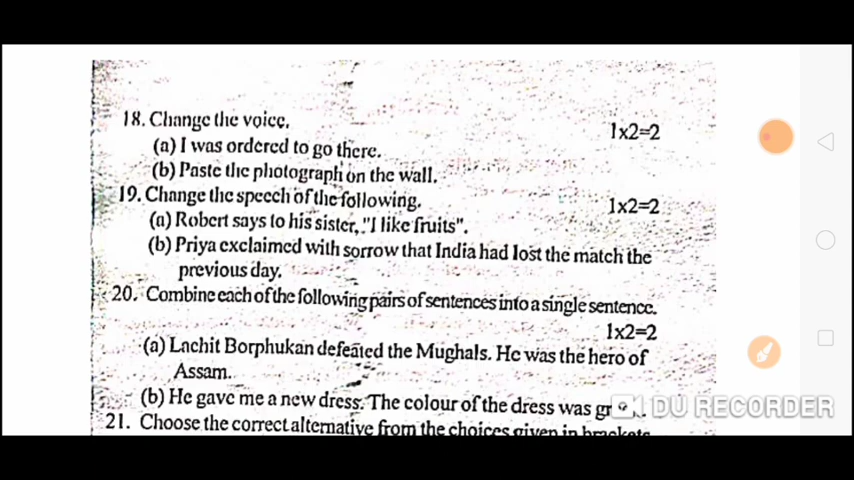 18. Change the voice.
1x2=2
(a) I was ordered to go there.
(b) Paste the photograph on the wall.
19. Change the speech of the following.
1x2=2
(a) Robert says to his sister, "I like fruits".
(b) Priya exclaimed with sorrow that India had lost the match the
previous day.
20. Combine each of the following pairs of sentences into a single sentence.
1x2=2
(a) Lachit Borphukan defeated the Mughals. He was the hero of
Assam.
(b) He gave me a new dress. The colour of the dress was
DU RECORDER
21. Choose the correct alternative from the choices given in brackets